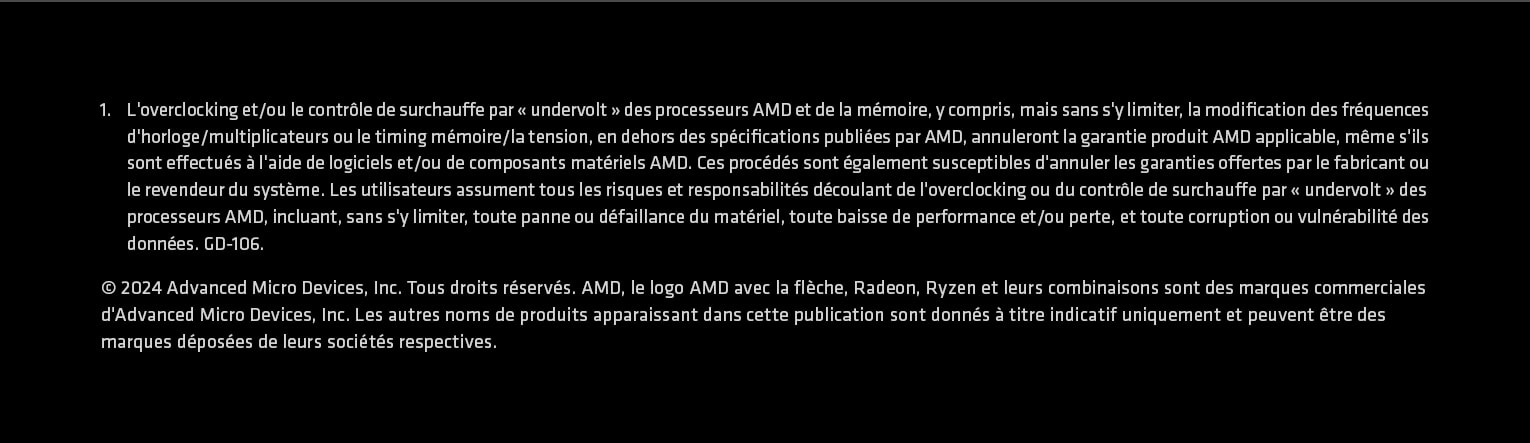 1. L'overclocking et/ou le contrôle de surchauffe par « undervolt » des processeurs AMD et de la mémoire, y compris, mais sans s'y limiter, la modification des fréquences
d'horloge/multiplicateurs ou le timing mémoire/la tension, en dehors des spécifications publiées par AMD, annuleront la garantie produit AMD applicable, même s'ils
sont effectués à l'aide de logiciels et/ou de composants matériels AMD. Ces procédés sont également susceptibles d'annuler les garanties offertes par le fabricant ou
le revendeur du système. Les utilisateurs assument tous les risques et responsabilités découlant de l'overclocking ou du contrôle de surchauffe par « undervolt » des
processeurs AMD, incluant, sans s'y limiter, toute panne ou défaillance du matériel, toute baisse de performance et/ou perte, et toute corruption ou vulnérabilité des
données. GD-106.
© 2024 Advanced Micro Devices, Inc. Tous droits réservés. AMD, le logo AMD avec la flèche, Radeon, Ryzen et leurs combinaisons sont des marques commerciales
d'Advanced Micro Devices, Inc. Les autres noms de produits apparaissant dans cette publication sont donnés à titre indicatif uniquement et peuvent être des
marques déposées de leurs sociétés respectives.